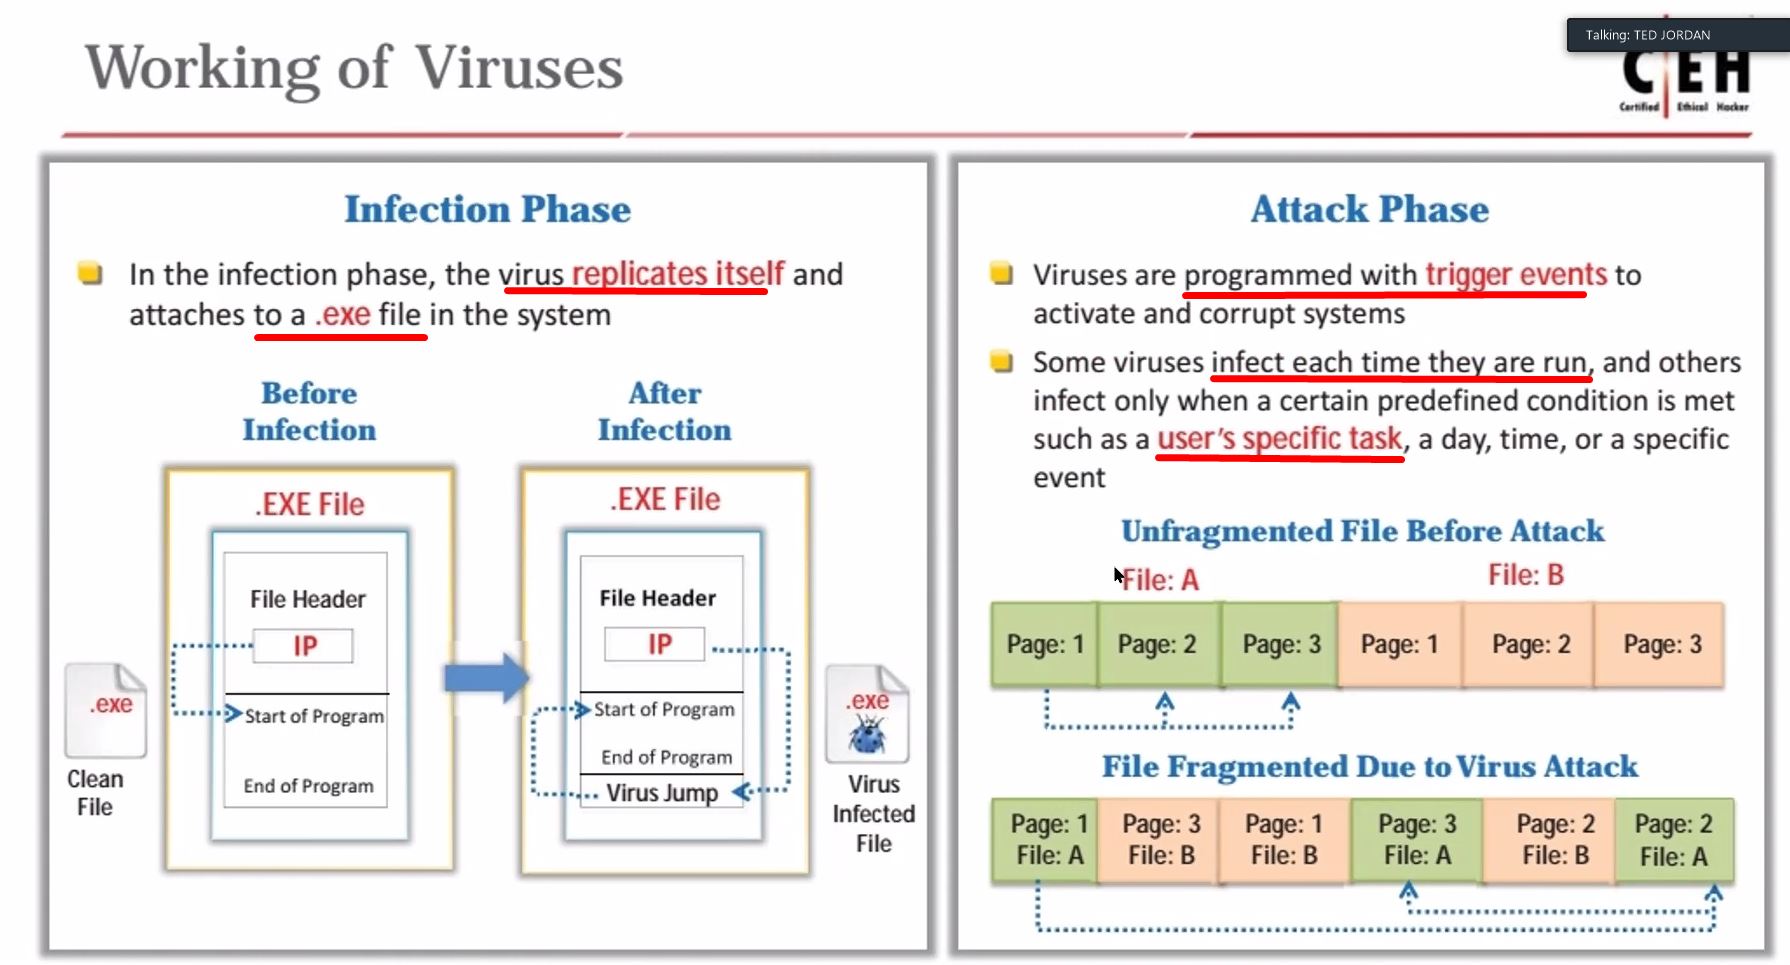 Working of Viruses
Talking: TED JORDAN
C|EH
Certified Ethical Hacker
Infection Phase
In the infection phase, the virus replicates itself and
attaches to a .exe file in the system
Before
Infection
After
Infection
.EXE File
File Header
IP
Start of Program
End of Program
.exe
Clean
File
.EXE File
File Header
IP
Start of Program
End of Program
Virus Jump
.exe
Virus
Infected
File
Attack Phase
Viruses are programmed with trigger events to
activate and corrupt systems
Some viruses infect each time they are run, and others
infect only when a certain predefined condition is met
such as a user's specific task, a day, time, or a specific
event
Unfragmented File Before Attack
File: A File: B
Page: 1 Page: 2 Page: 3 Page: 1 Page: 2 Page: 3
File Fragmented Due to Virus Attack
Page: 1 Page: 3 Page: 1 Page: 3 Page: 2 Page: 2
File: A File: B File: B File: A File: B File: A